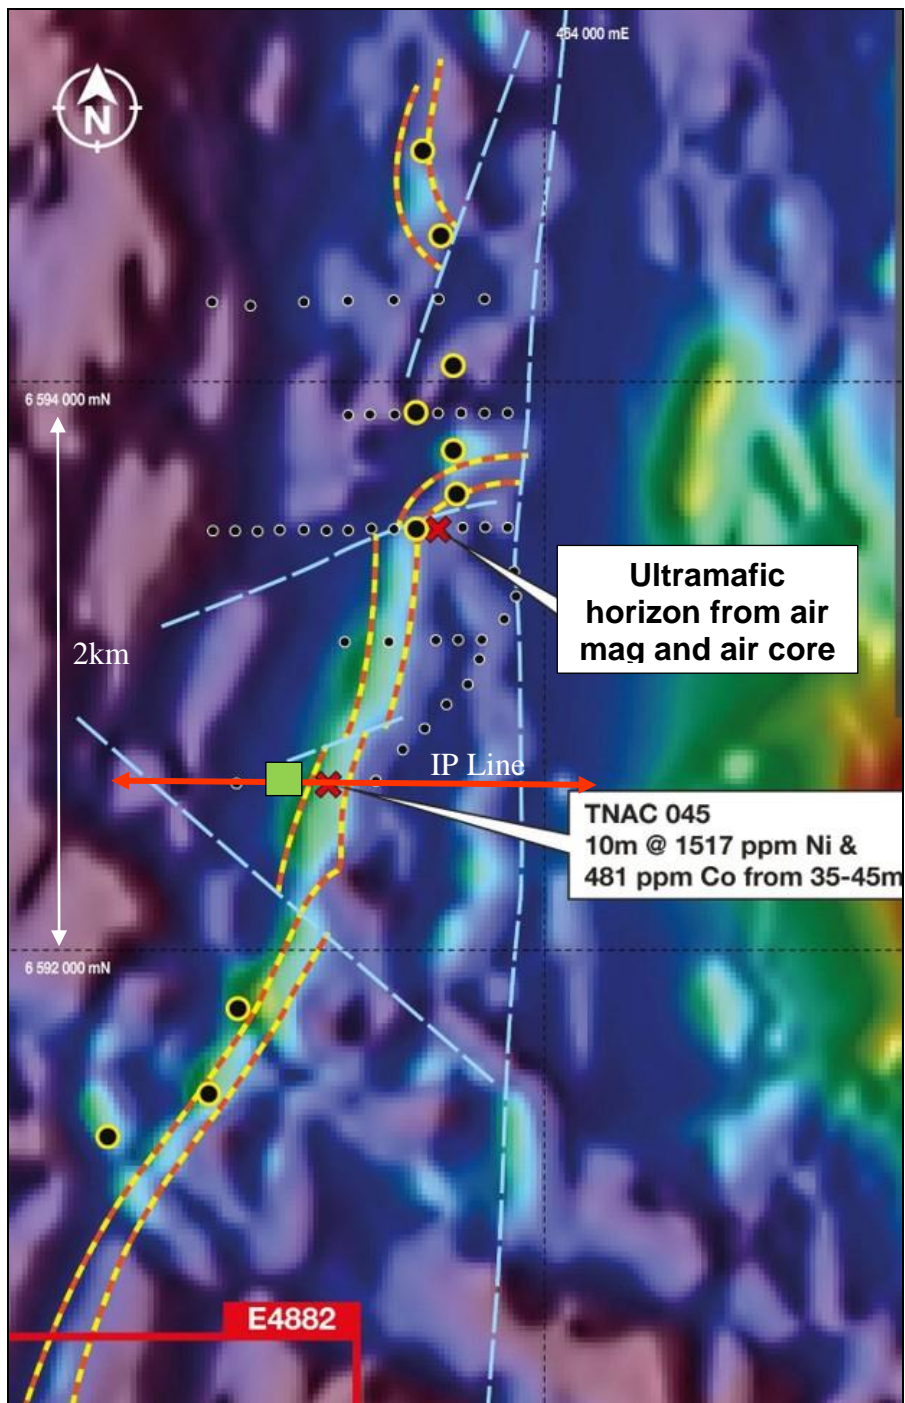 464 000 mE
N
6 594 000 mN
Ultramafic
horizon from air
mag and air core
2km
IP Line
TNAC 045
10m @ 1517 ppm Ni &
481 ppm Co from 35-45m
6 592 000 mN
E4882